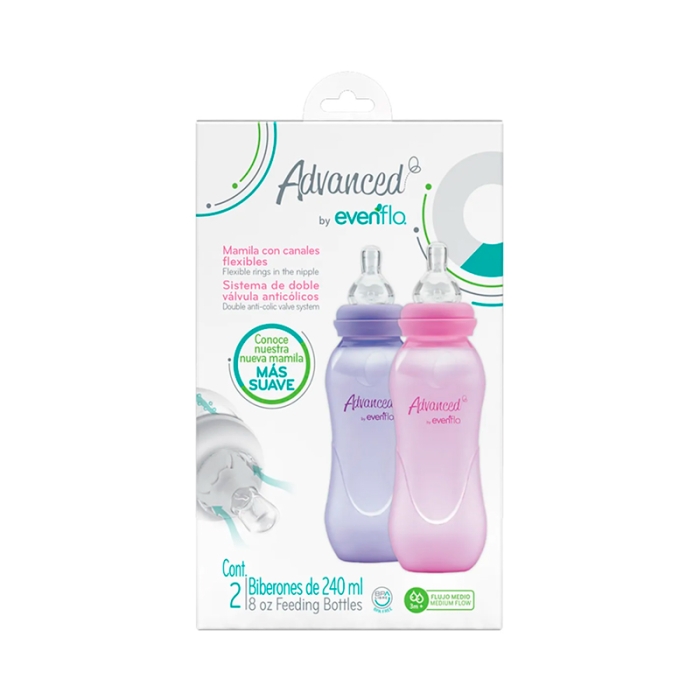 Advanced
by evenflo.
Mamila con canales
flexibles
Flexible rings in the nipple
Sistema de doble
válvula anticólicos
Double anti-colic valve system
Conoce
nuestra
nueva mamila
MÁS
SUAVE
Advanced
by evenflo.
Advanced
by evenflo.
Cont.
2
Biberones de 240 ml
8 oz Feeding Bottles
BPA
3m+
FLUJO MEDIO
MEDIUM FLOW